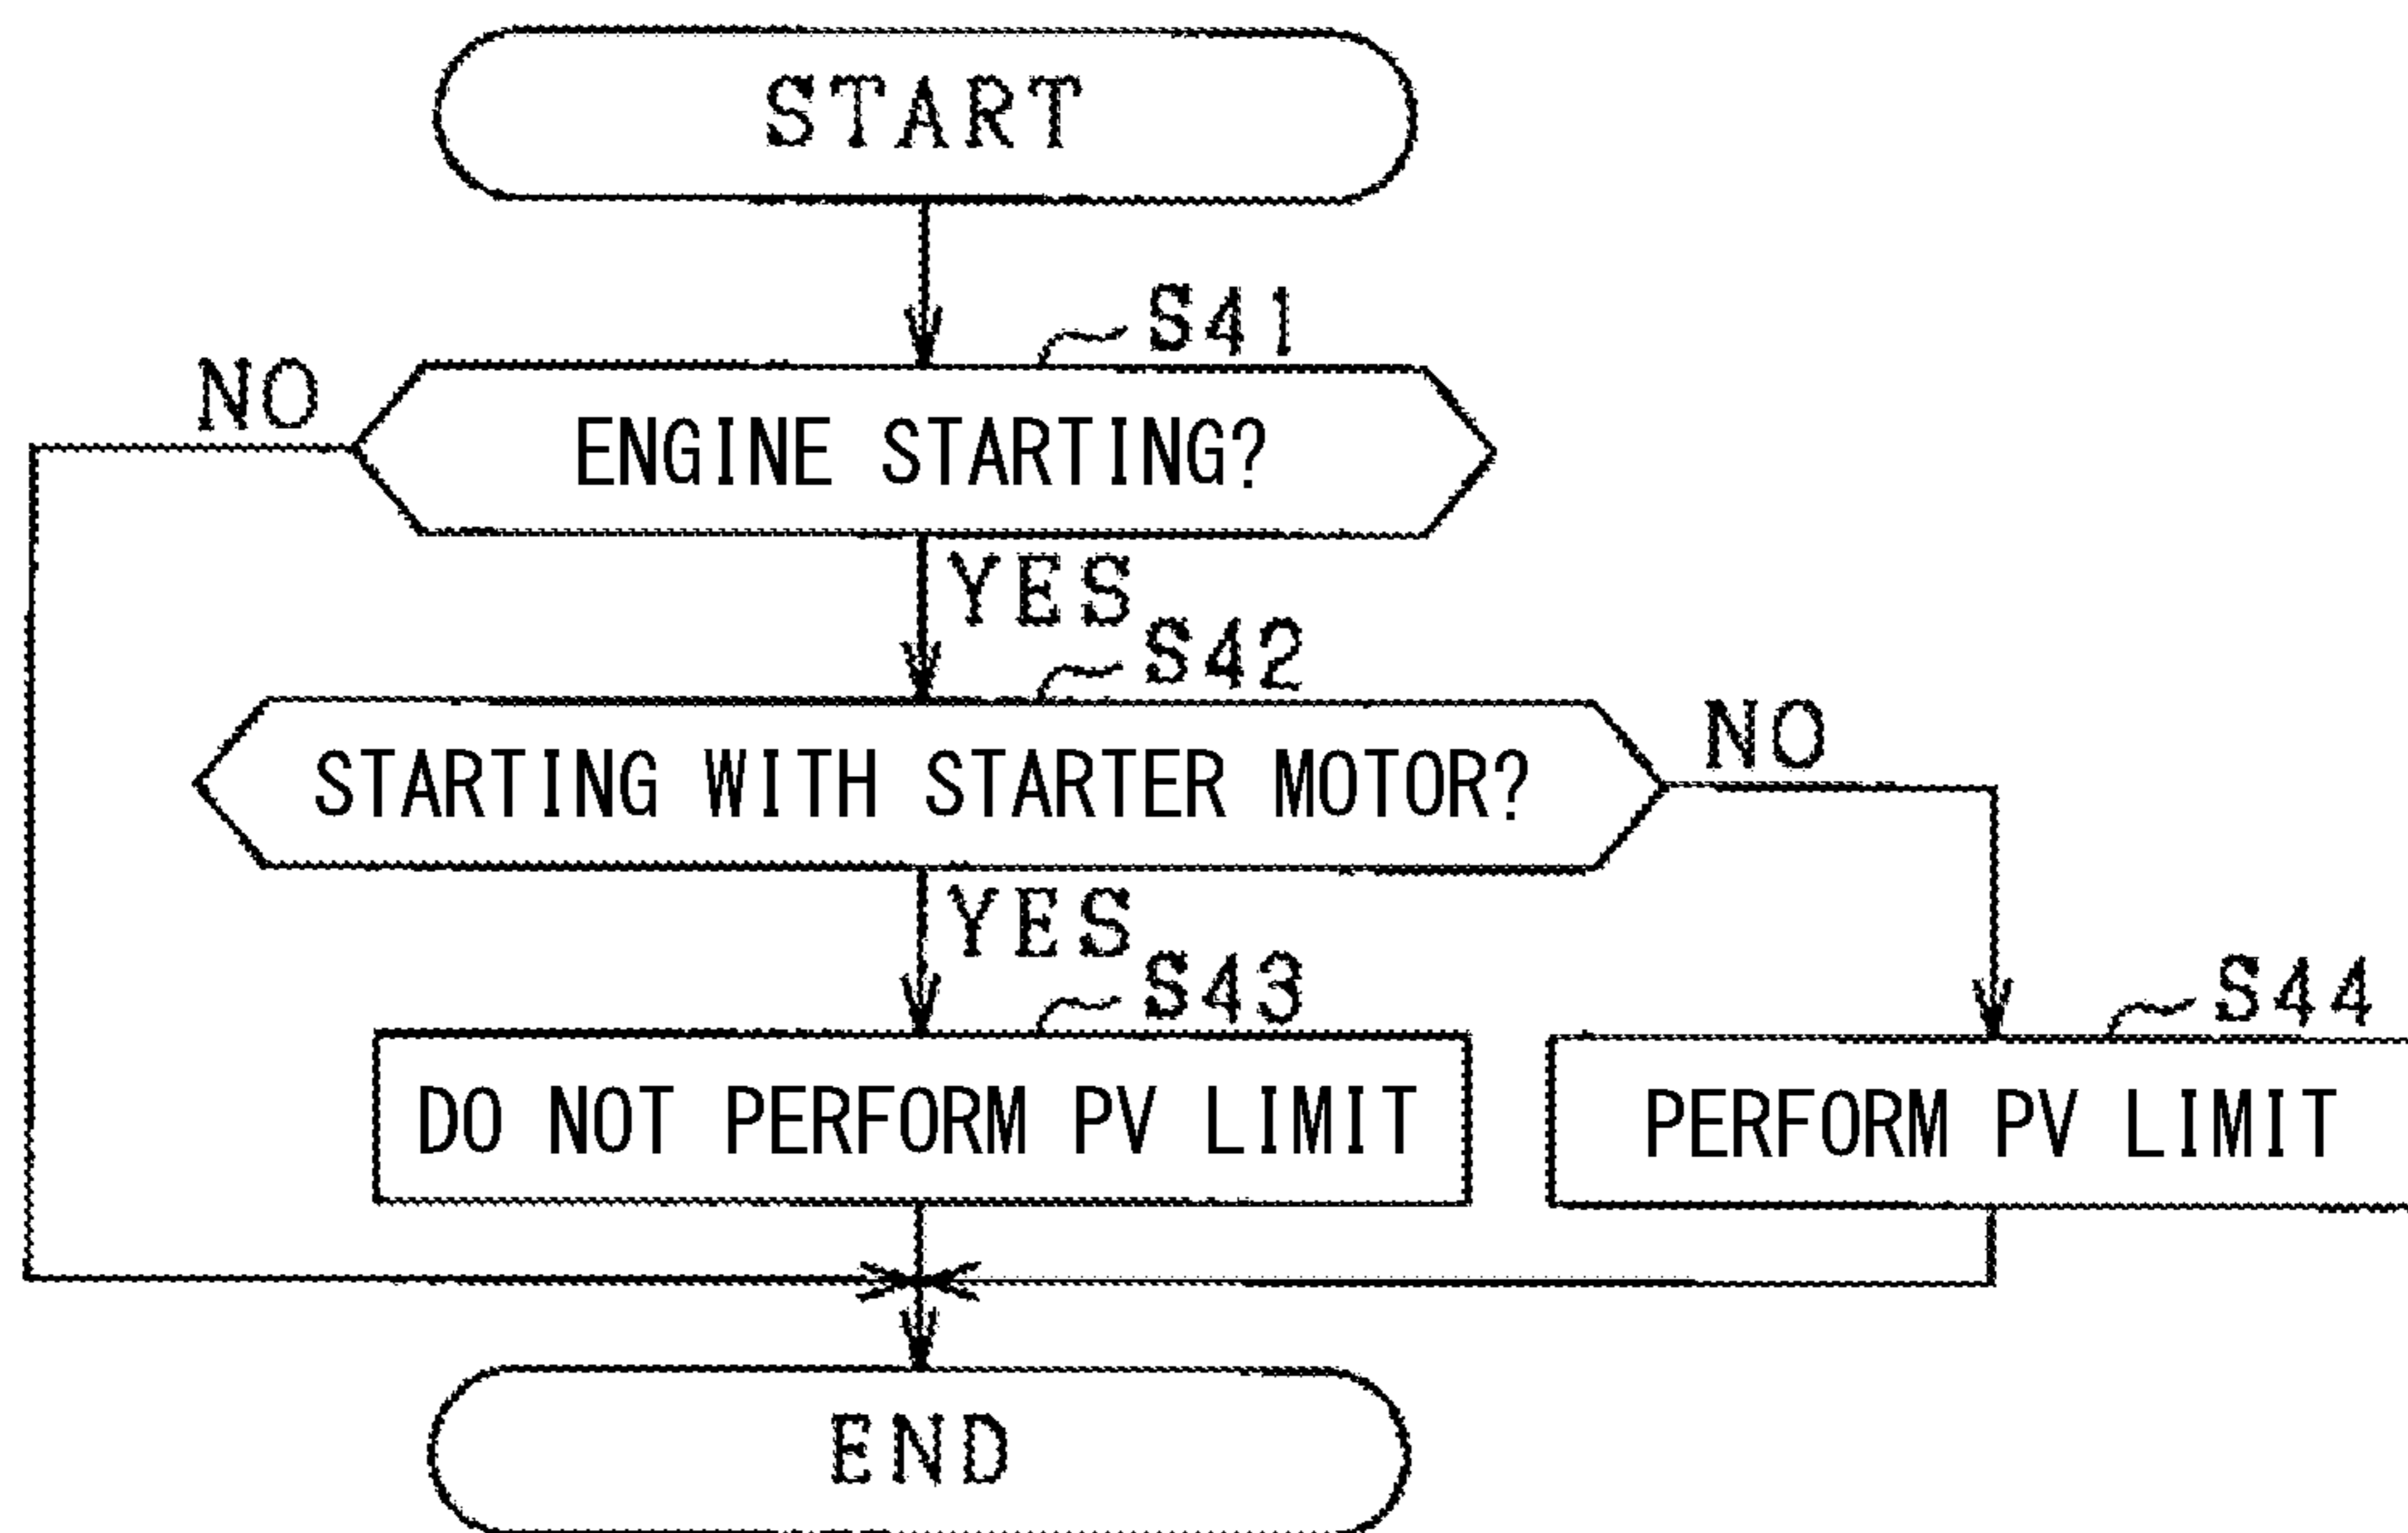 START
S41
NO
ENGINE STARTING?
YES
S42
NO
STARTING WITH STARTER MOTOR?
YES
S43
S44
DO NOT PERFORM PV LIMIT
PERFORM PV LIMIT
END